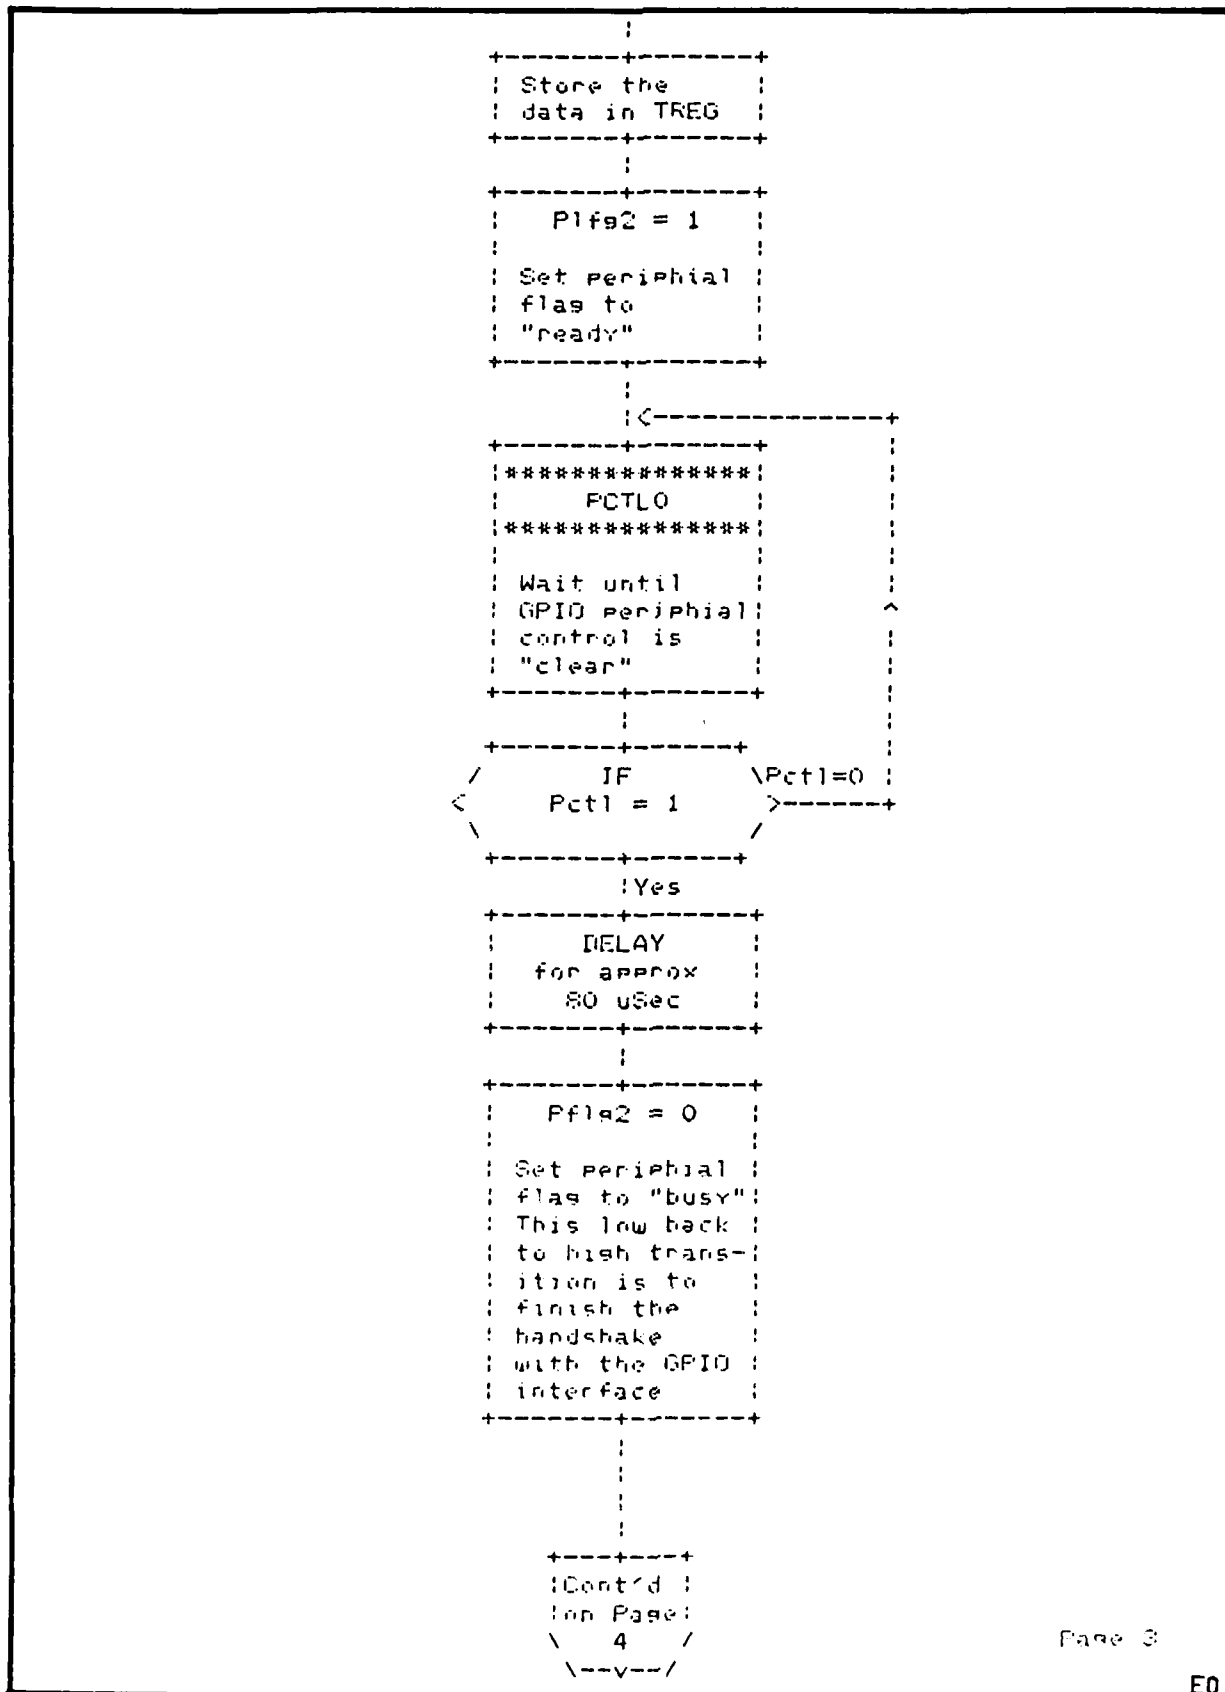 Store the
data in TREG
Plfg2 = 1
Set periphial
flag to
"ready"
***************
PCTL0
***************
Wait until
GPIO periphial
control is
"clear"
IF
Pctl = 1
Pctl=0
Yes
DELAY
for approx
80 uSec
Pflg2 = 0
Set periphial
flag to "busy"
This low back
to high trans-
ition is to
finish the
handshake
with the GPIO
interface
Cont'd
on Page
4
Page 3
E0